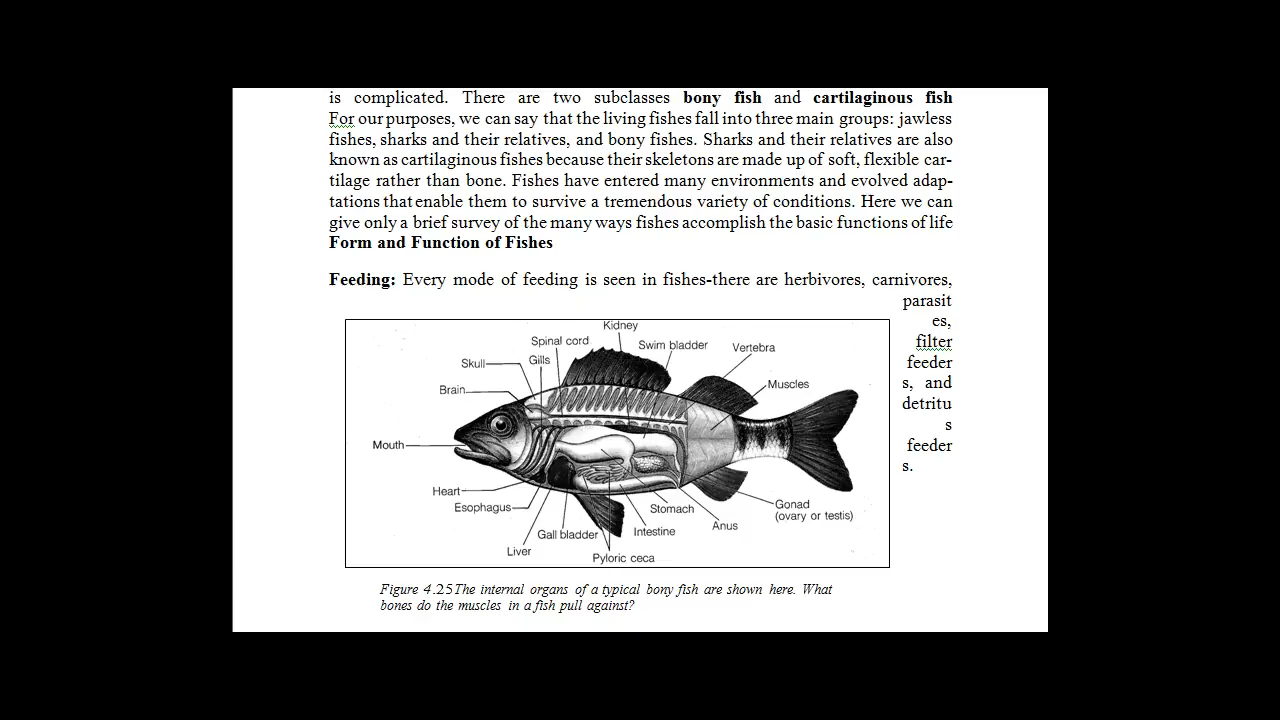 is complicated. There are two subclasses bony fish and cartilaginous fish
For our purposes, we can say that the living fishes fall into three main groups: jawless
fishes, sharks and their relatives, and bony fishes. Sharks and their relatives are also
known as cartilaginous fishes because their skeletons are made up of soft, flexible car-
tilage rather than bone. Fishes have entered many environments and evolved adap-
tations that enable them to survive a tremendous variety of conditions. Here we can
give only a brief survey of the many ways fishes accomplish the basic functions of life
Form and Function of Fishes
Feeding: Every mode of feeding is seen in fishes-there are herbivores, carnivores,
parasit
es,
filter
feeder
s, and
detritu
s
feeder
s.
Kidney
Spinal cord
Swim bladder
Vertebra
Skull
Gills
Muscles
Brain
Mouth
Heart
Esophagus
Stomach
Gonad
(ovary or testis)
Gall bladder
Intestine
Anus
Liver
Pyloric ceca
Figure 4.25The internal organs of a typical bony fish are shown here. What
bones do the muscles in a fish pull against?